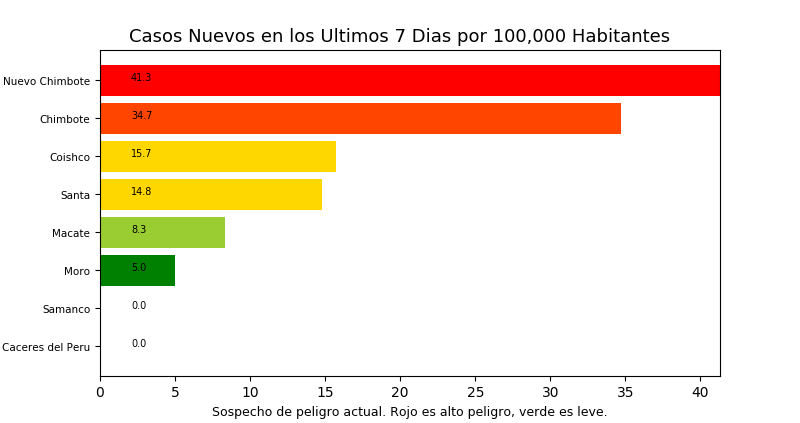 Casos Nuevos en los Ultimos 7 Dias por 100,000 Habitantes
Nuevo Chimbote 41.3
Chimbote 34.7
Coishco 15.7
Santa 14.8
Macate 8.3
Moro 5.0
Samanco 0.0
Caceres del Peru 0.0
0 5 10 15 20 25 30 35 40
Sospecho de peligro actual. Rojo es alto peligro, verde es leve.